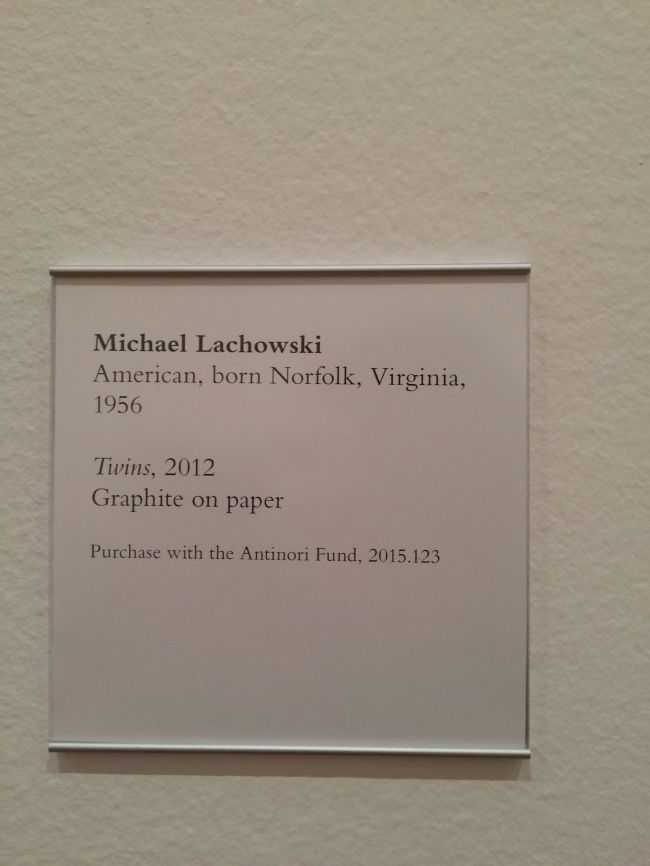 Michael Lachowski
American, born Norfolk, Virginia,
1956
Twins, 2012
Graphite on paper
Purchase with the Antinori Fund, 2015.123